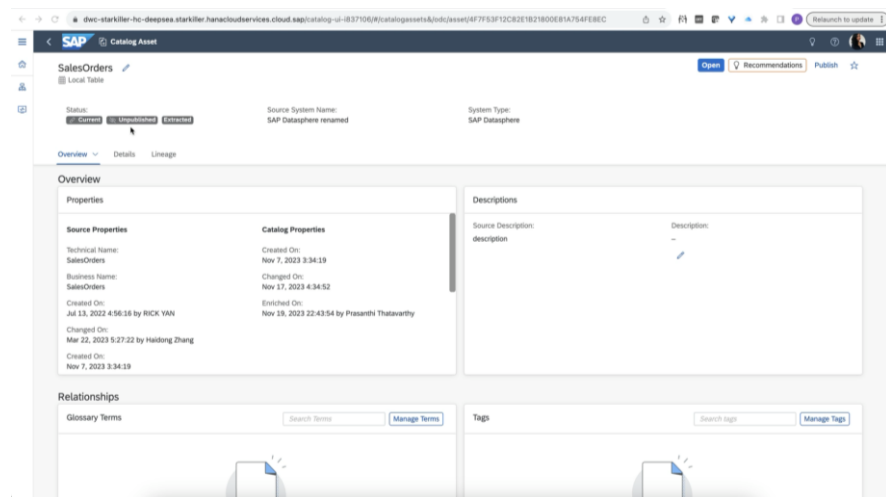 dwc-starkiller-hc-deepsea.starkiller.hanacloudservices.cloud.sap/catalog-ui-i837106/#/catalogassets&/odc/asset/4F7F53F12C82E1B21800E81A754FE8EC
Relaunch to update
SAP Catalog Asset
SalesOrders
Local Table
Open
Recommendations
Publish
Status:
Current
Unpublished
Extracted
Source System Name:
SAP Datasphere renamed
System Type:
SAP Datasphere
Overview
Details
Lineage
Overview
Properties
Source Properties
Technical Name:
SalesOrders
Business Name:
SalesOrders
Created On:
Jul 13, 2022 4:56:16 by RICK YAN
Changed On:
Mar 22, 2023 5:27:22 by Haidong Zhang
Created On:
Nov 7, 2023 3:34:19
Catalog Properties
Created On:
Nov 7, 2023 3:34:19
Changed On:
Nov 17, 2023 4:34:52
Enriched On:
Nov 19, 2023 22:43:54 by Prasanthi Thatavarthy
Descriptions
Source Description:
description
Description:
--
Relationships
Glossary Terms
Search Terms
Manage Terms
Tags
Search tags
Manage Tags